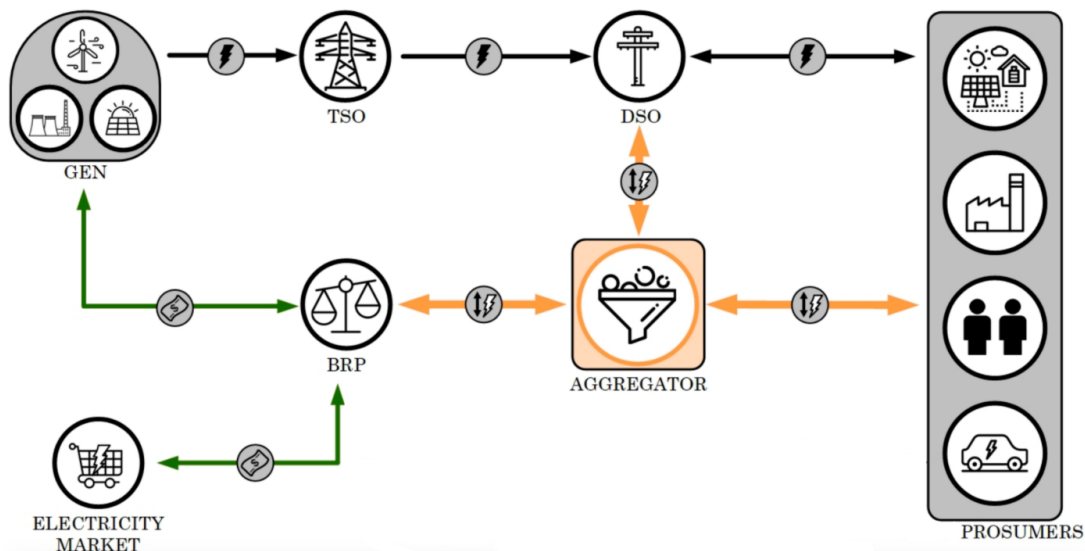 TSO
DSO
GEN
BRP
AGGREGATOR
ELECTRICITY
MARKET
PROSUMERS